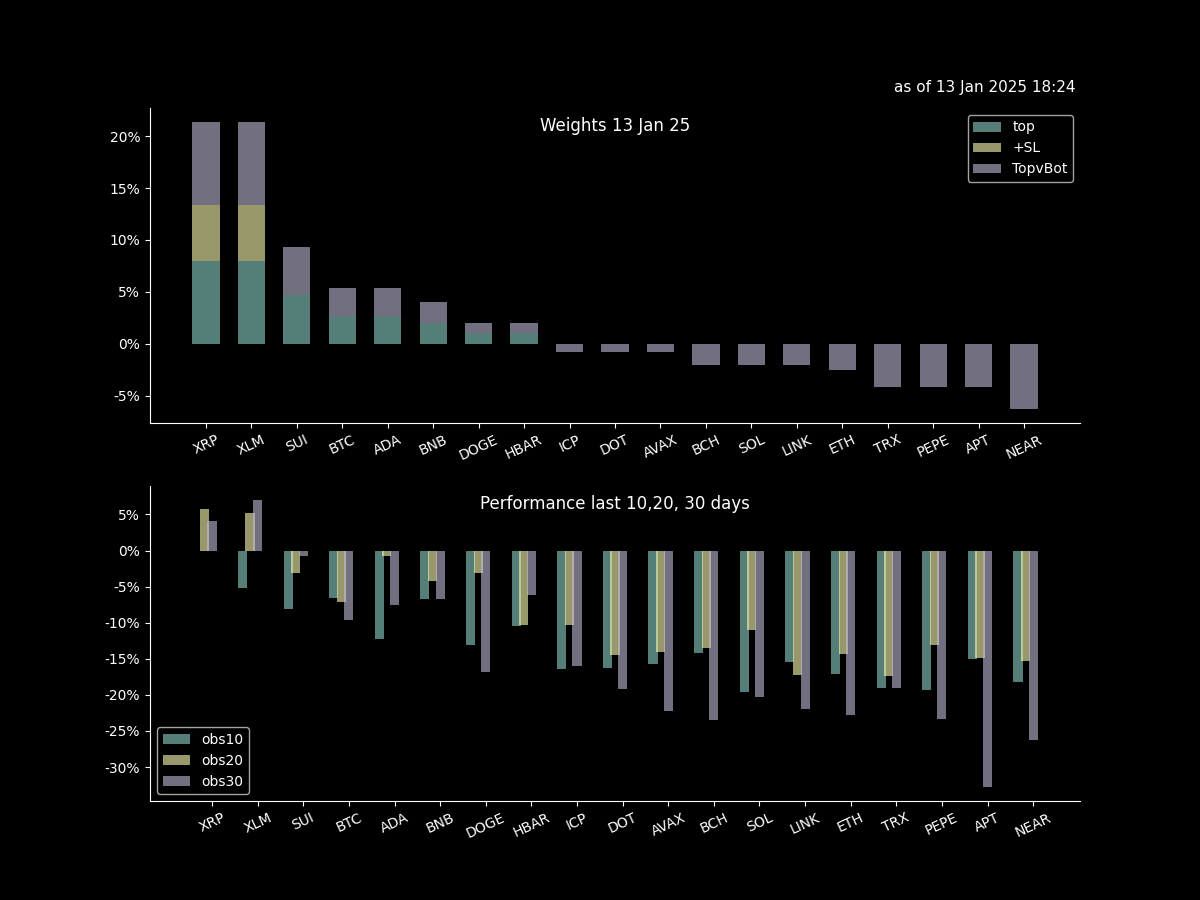 as of 13 Jan 2025 18:24
Weights 13 Jan 25
top
+SL
TopvBot
20%
15%
10%
5%
0%
-5%
XRP XLM SUI BTC ADA BNB DOGE HBAR ICP DOT AVAX BCH SOL LINK ETH TRX PEPE APT NEAR
Performance last 10,20, 30 days
5%
0%
-5%
-10%
-15%
-20%
-25%
-30%
obs10
obs20
obs30
XRP XLM SUI BTC ADA BNB DOGE HBAR ICP DOT AVAX BCH SOL LINK ETH TRX PEPE APT NEAR